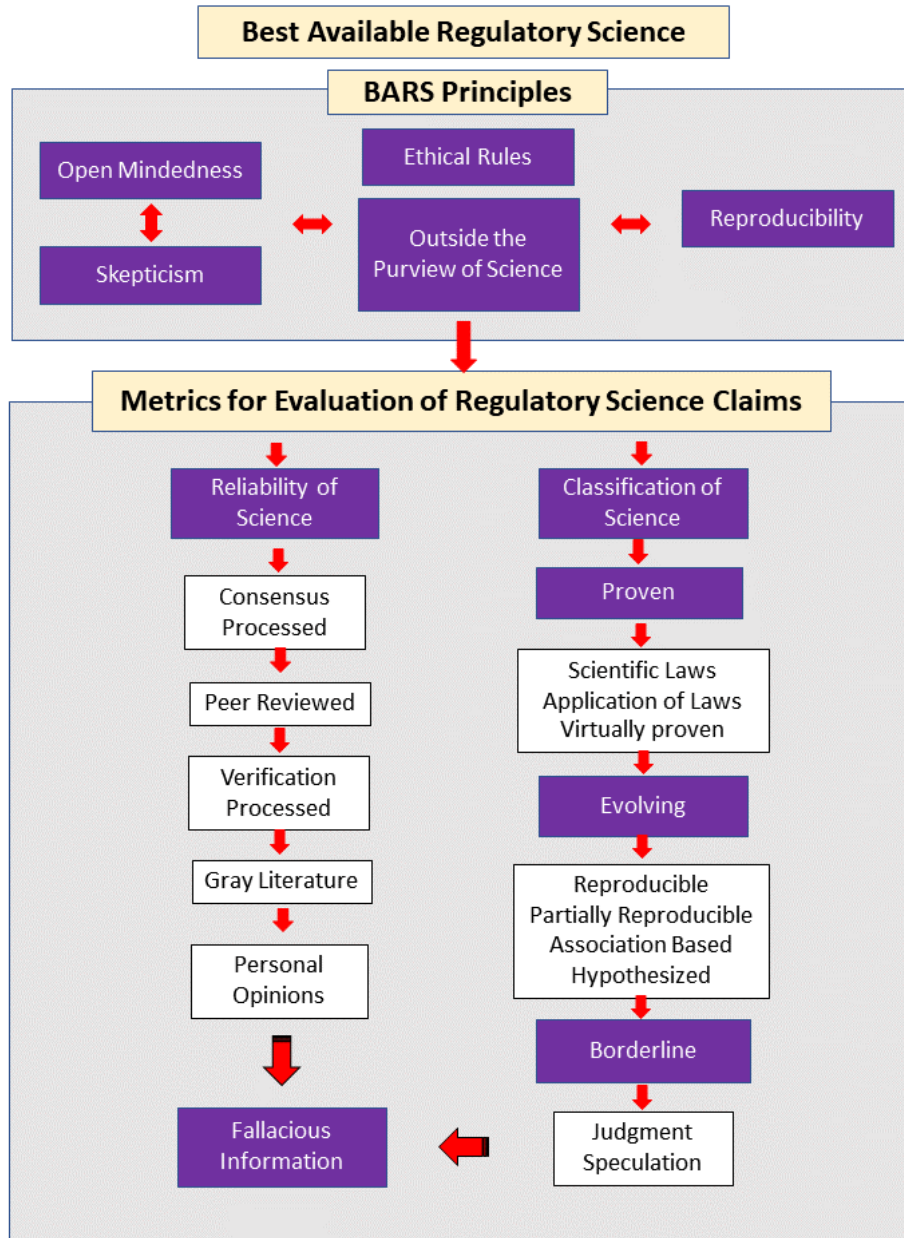 Best Available Regulatory Science
BARS Principles
Open Mindedness
Skepticism
Ethical Rules
Outside the
Purview of Science
Reproducibility
Metrics for Evaluation of Regulatory Science Claims
Reliability of
Science
Consensus
Processed
Peer Reviewed
Verification
Processed
Gray Literature
Personal
Opinions
Fallacious
Information
Classification of
Science
Proven
Scientific Laws
Application of Laws
Virtually proven
Evolving
Reproducible
Partially Reproducible
Association Based
Hypothesized
Borderline
Judgment
Speculation